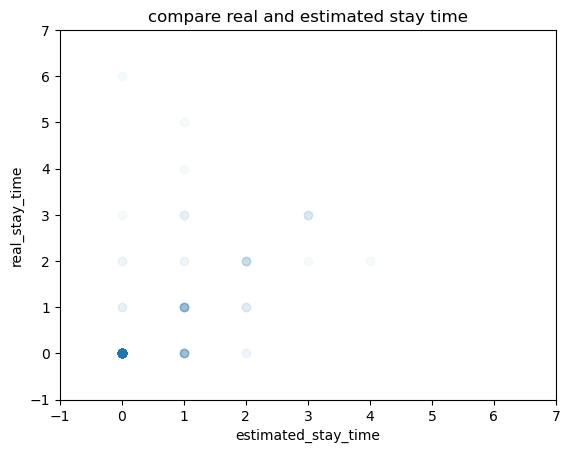 compare real and estimated stay time
7
6
5
4
3
2
1
0
−1
real_stay_time
−1 0 1 2 3 4 5 6 7
estimated_stay_time